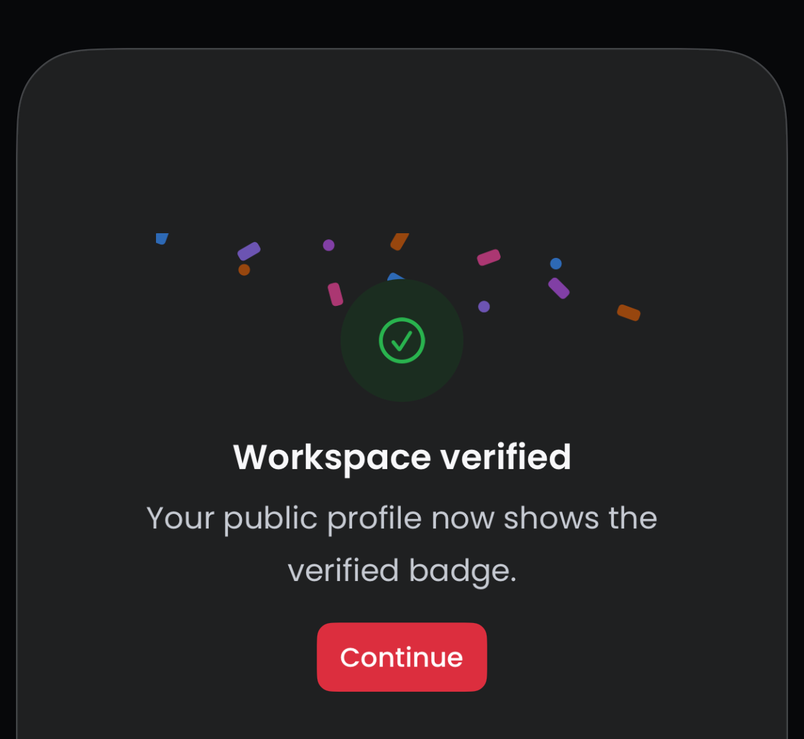 Workspace verified
Your public profile now shows the
verified badge.
Continue